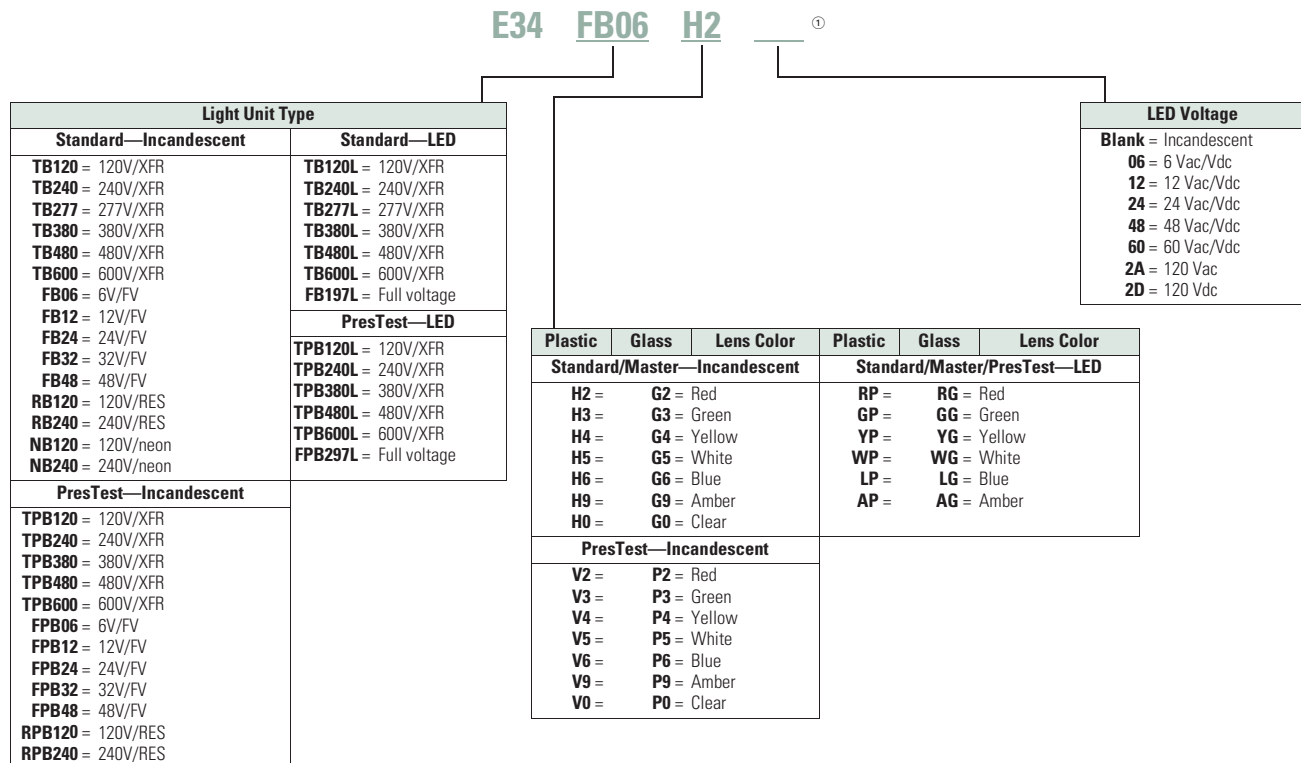 E34 FB06 H2 ___ ①
Light Unit Type
Standard—Incandescent
TB120 = 120V/XFR
TB240 = 240V/XFR
TB277 = 277V/XFR
TB380 = 380V/XFR
TB480 = 480V/XFR
TB600 = 600V/XFR
FB06 = 6V/FV
FB12 = 12V/FV
FB24 = 24V/FV
FB32 = 32V/FV
FB48 = 48V/FV
RB120 = 120V/RES
RB240 = 240V/RES
NB120 = 120V/neon
NB240 = 240V/neon
PresTest—Incandescent
TPB120 = 120V/XFR
TPB240 = 240V/XFR
TPB380 = 380V/XFR
TPB480 = 480V/XFR
TPB600 = 600V/XFR
FPB06 = 6V/FV
FPB12 = 12V/FV
FPB24 = 24V/FV
FPB32 = 32V/FV
FPB48 = 48V/FV
RPB120 = 120V/RES
RPB240 = 240V/RES
Standard—LED
TB120L = 120V/XFR
TB240L = 240V/XFR
TB277L = 277V/XFR
TB380L = 380V/XFR
TB480L = 480V/XFR
TB600L = 600V/XFR
FB197L = Full voltage
PresTest—LED
TPB120L = 120V/XFR
TPB240L = 240V/XFR
TPB380L = 380V/XFR
TPB480L = 480V/XFR
TPB600L = 600V/XFR
FPB297L = Full voltage
Plastic Glass Lens Color
Standard/Master—Incandescent
H2 = G2 = Red
H3 = G3 = Green
H4 = G4 = Yellow
H5 = G5 = White
H6 = G6 = Blue
H9 = G9 = Amber
H0 = G0 = Clear
PresTest—Incandescent
V2 = P2 = Red
V3 = P3 = Green
V4 = P4 = Yellow
V5 = P5 = White
V6 = P6 = Blue
V9 = P9 = Amber
V0 = P0 = Clear
Plastic Glass Lens Color
Standard/Master/PresTest—LED
RP = RG = Red
GP = GG = Green
YP = YG = Yellow
WP = WG = White
LP = LG = Blue
AP = AG = Amber
LED Voltage
Blank = Incandescent
06 = 6 Vac/Vdc
12 = 12 Vac/Vdc
24 = 24 Vac/Vdc
48 = 48 Vac/Vdc
60 = 60 Vac/Vdc
2A = 120 Vac
2D = 120 Vdc